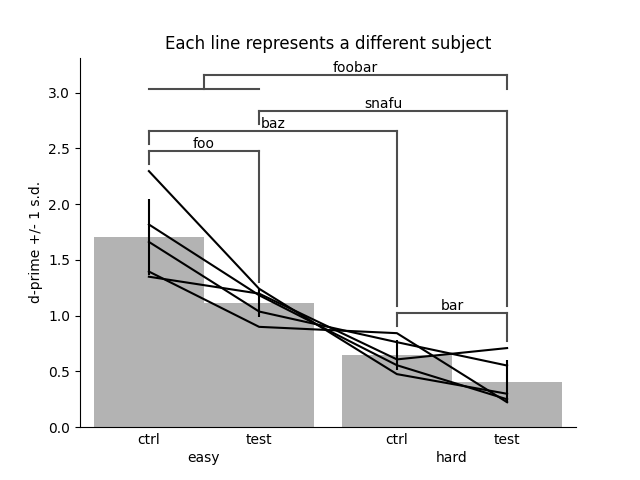 Each line represents a different subject
foobar
snafu
baz
foo
bar
d-prime +/- 1 s.d.
3.0
2.5
2.0
1.5
1.0
0.5
0.0
ctrl test ctrl test
easy hard